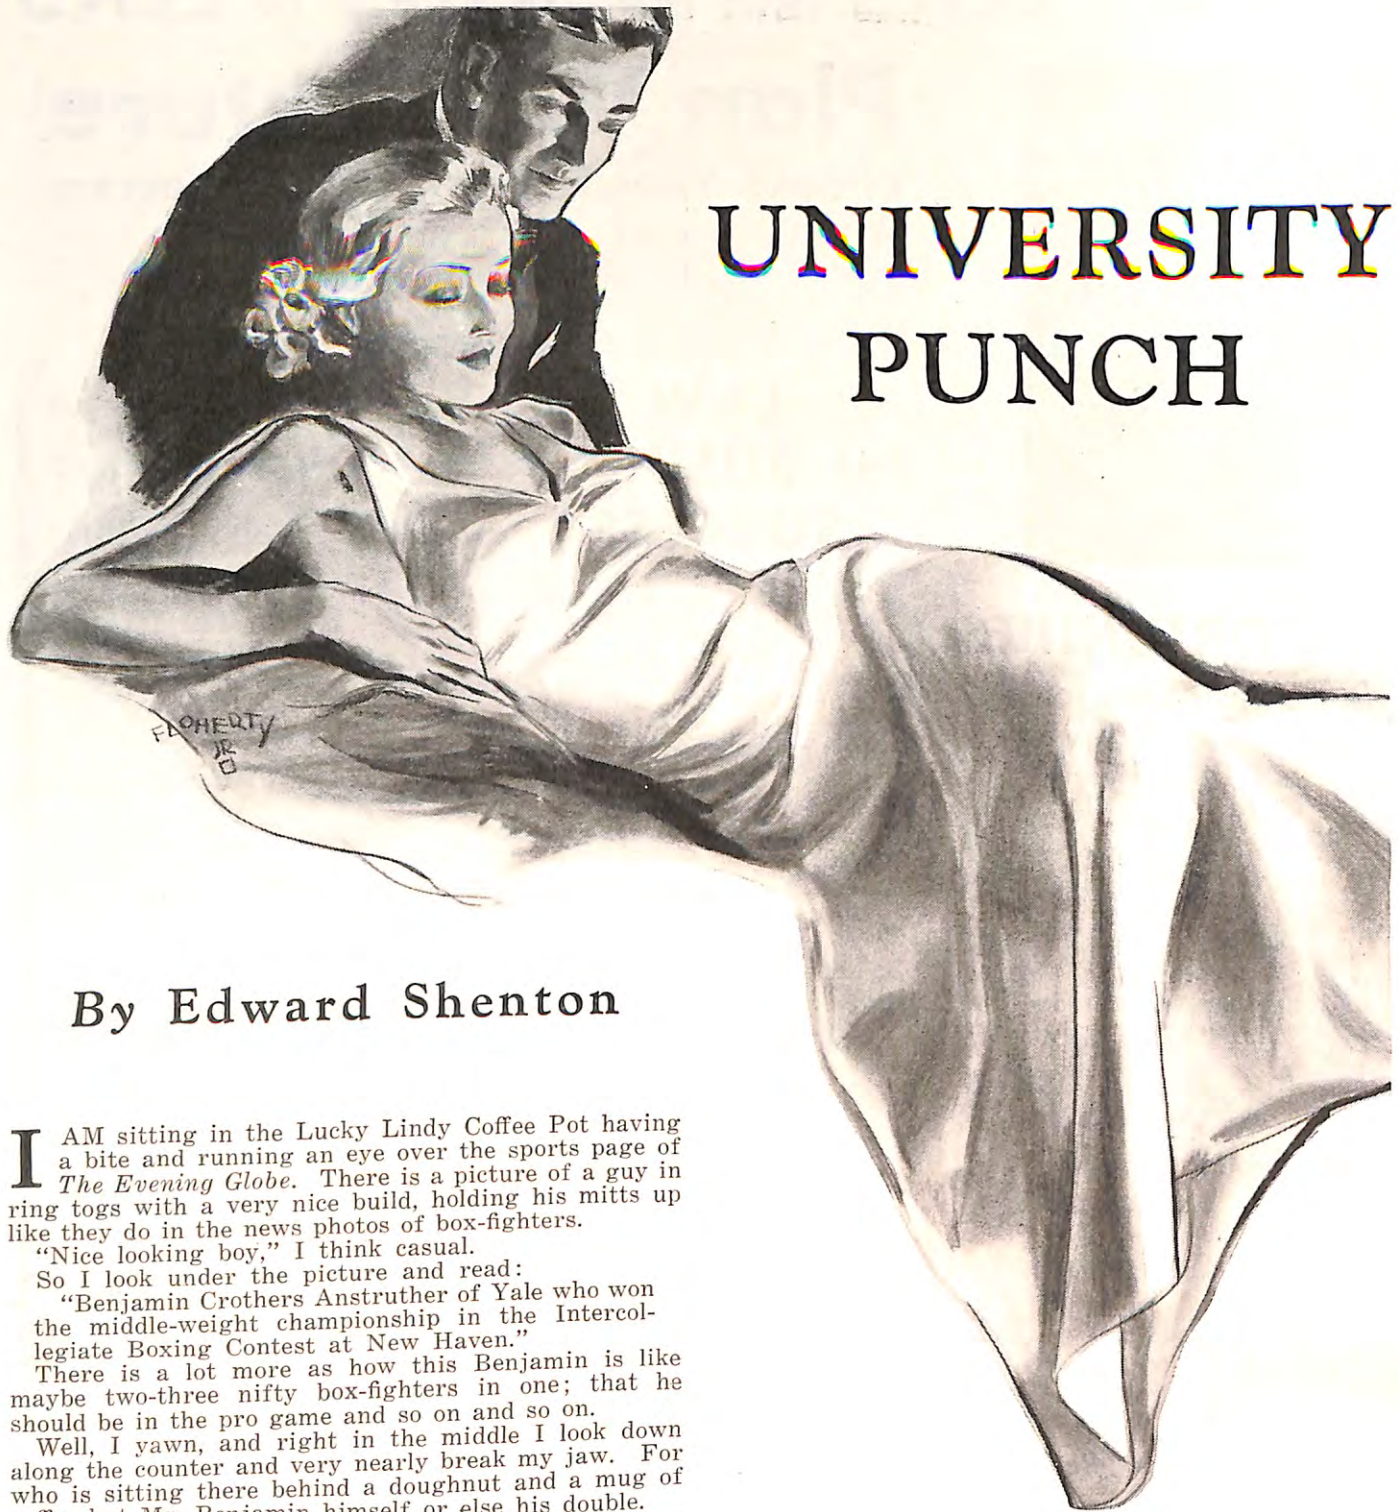 UNIVERSITY
PUNCH
FLOHERTY
JR
By Edward Shenton
I AM sitting in the Lucky Lindy Coffee Pot having
a bite and running an eye over the sports page of
The Evening Globe. There is a picture of a guy in
ring togs with a very nice build, holding his mitts up
like they do in the news photos of box-fighters.
“Nice looking boy,” I think casual.
So I look under the picture and read:
“Benjamin Crothers Anstruther of Yale who won
the middle-weight championship in the Intercol-
legiate Boxing Contest at New Haven.”
There is a lot more as how this Benjamin is like
maybe two-three nifty box-fighters in one; that he
should be in the pro game and so on and so on.
Well, I yawn, and right in the middle I look down
along the counter and very nearly break my jaw. For
who is sitting there behind a doughnut and a mug of
but Mr. Benjamin himself or else his double.